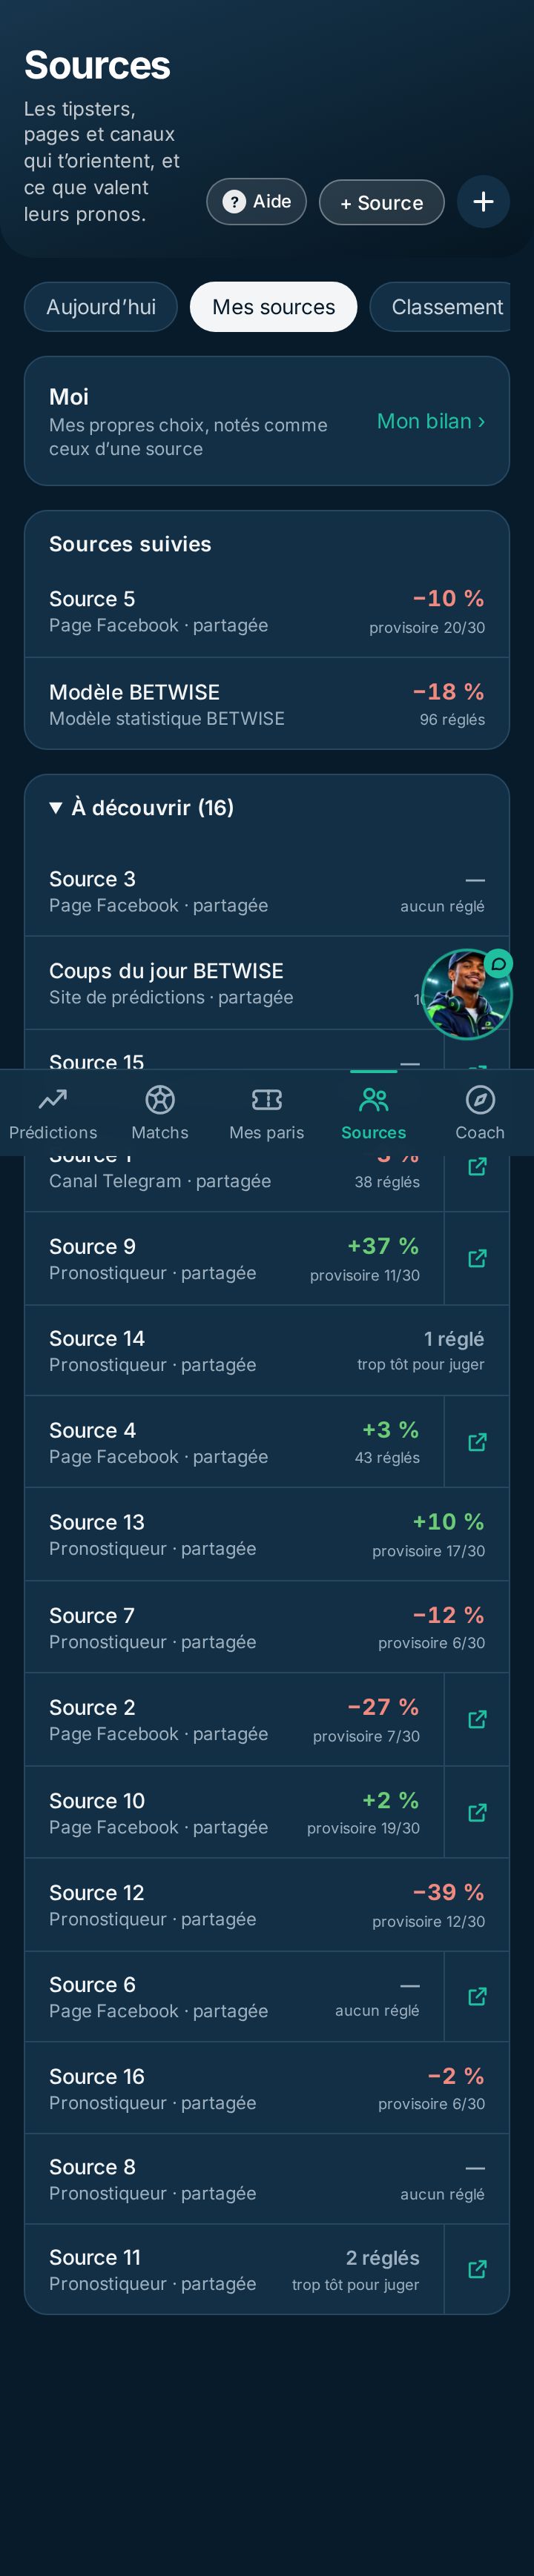 Sources
Les tipsters,
pages et canaux
qui t’orientent, et
ce que valent
leurs pronos.
? Aide
+ Source
+
Aujourd’hui
Mes sources
Classement
Moi
Mes propres choix, notés comme
ceux d’une source
Mon bilan ›
Sources suivies
Source 5
−10 %
Page Facebook · partagée
provisoire 20/30
Modèle BETWISE
−18 %
Modèle statistique BETWISE
96 réglés
▼ À découvrir (16)
Source 3
—
Page Facebook · partagée
aucun réglé
Coups du jour BETWISE
Site de prédictions · partagée
Source 15
—
Prédictions
Matchs
Mes paris
Sources
Coach
Canal Telegram · partagée
38 réglés
Source 9
+37 %
Pronostiqueur · partagée
provisoire 11/30
Source 14
1 réglé
Pronostiqueur · partagée
trop tôt pour juger
Source 4
+3 %
Page Facebook · partagée
43 réglés
Source 13
+10 %
Pronostiqueur · partagée
provisoire 17/30
Source 7
−12 %
Pronostiqueur · partagée
provisoire 6/30
Source 2
−27 %
Page Facebook · partagée
provisoire 7/30
Source 10
+2 %
Page Facebook · partagée
provisoire 19/30
Source 12
−39 %
Pronostiqueur · partagée
provisoire 12/30
Source 6
—
Page Facebook · partagée
aucun réglé
Source 16
−2 %
Pronostiqueur · partagée
provisoire 6/30
Source 8
—
Pronostiqueur · partagée
aucun réglé
Source 11
2 réglés
Pronostiqueur · partagée
trop tôt pour juger